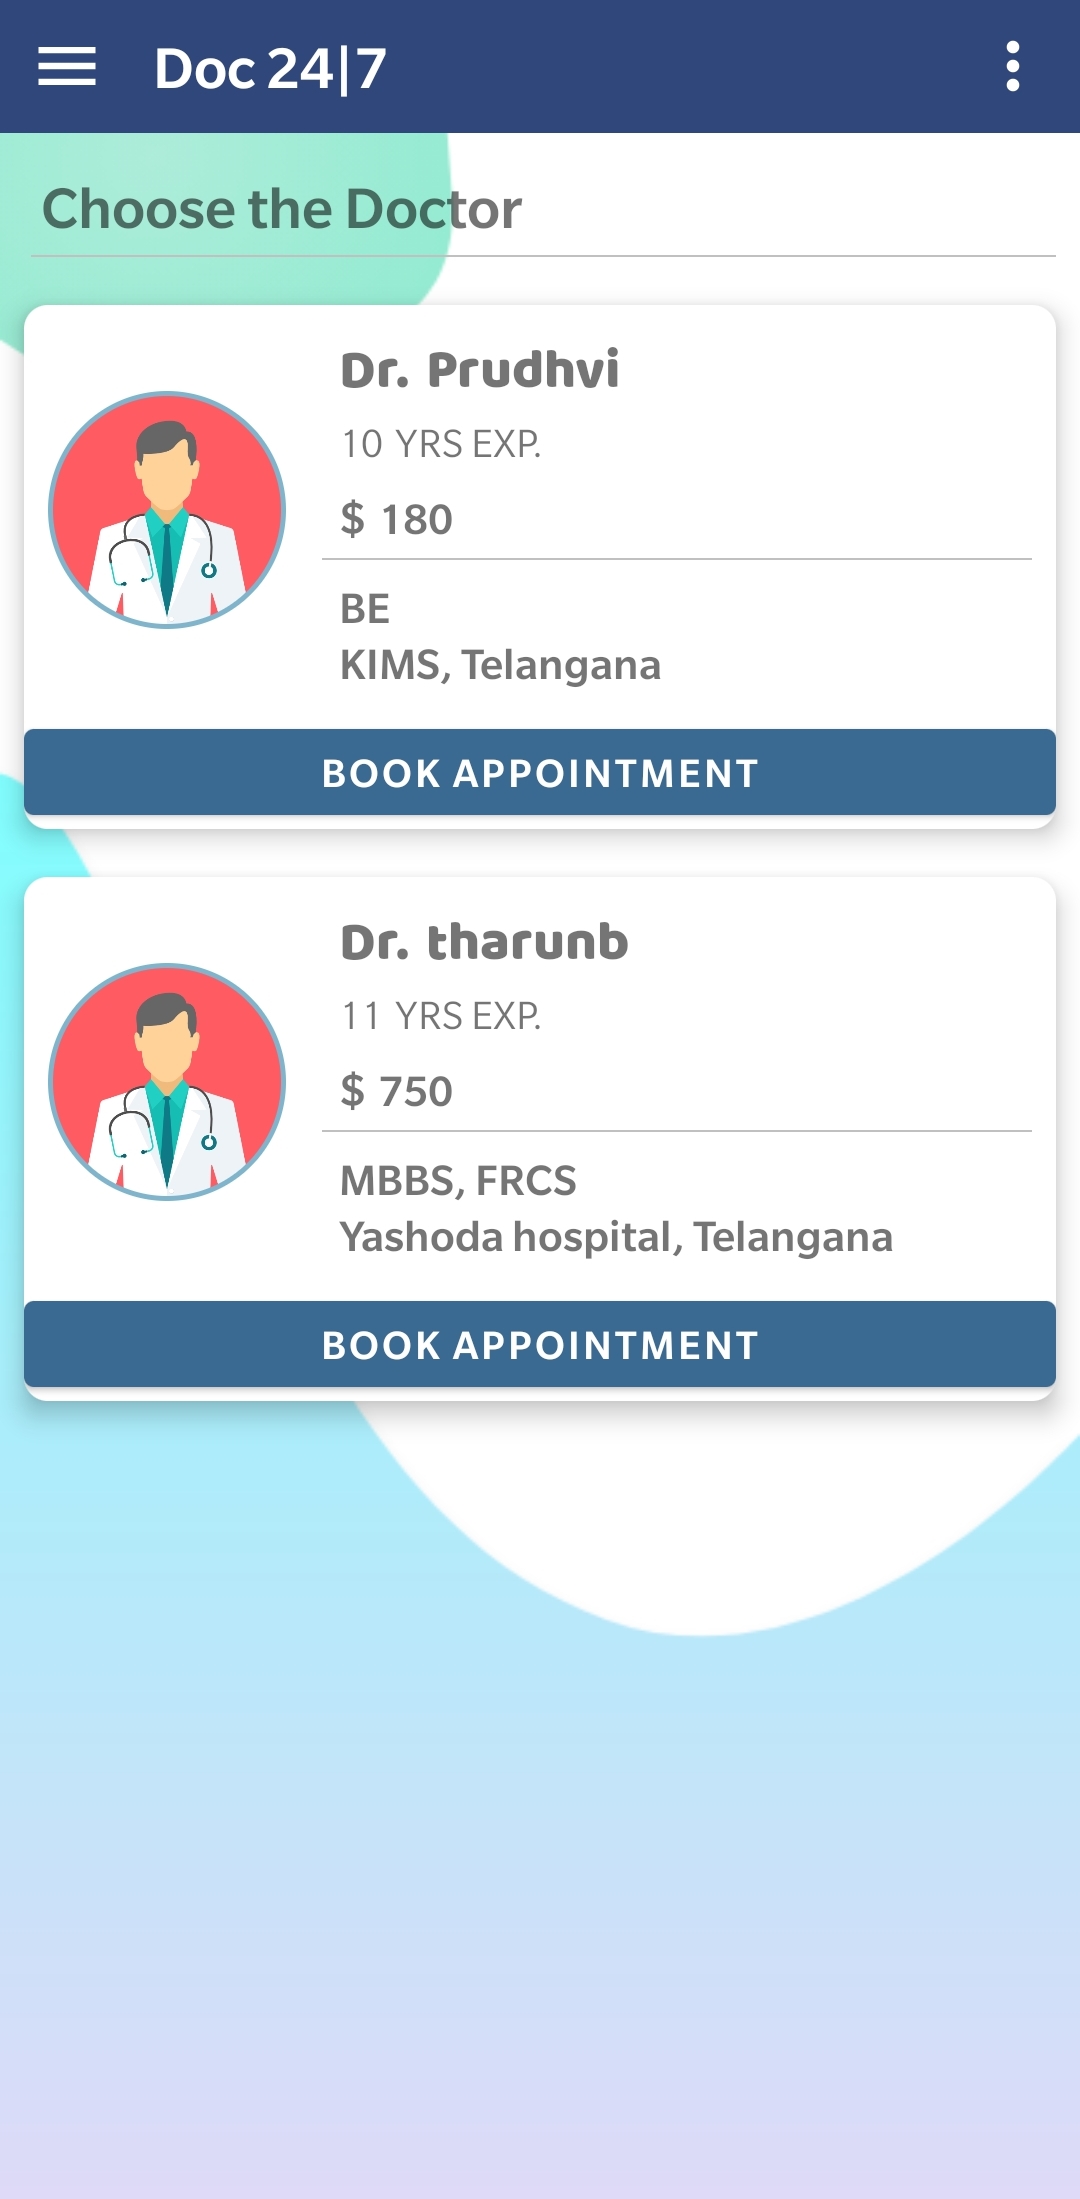 Doc 24|7
Choose the Doctor
Dr. Prudhvi
10 YRS EXP.
$ 180
BE
KIMS, Telangana
BOOK APPOINTMENT
Dr. tharunb
11 YRS EXP.
$ 750
MBBS, FRCS
Yashoda hospital, Telangana
BOOK APPOINTMENT